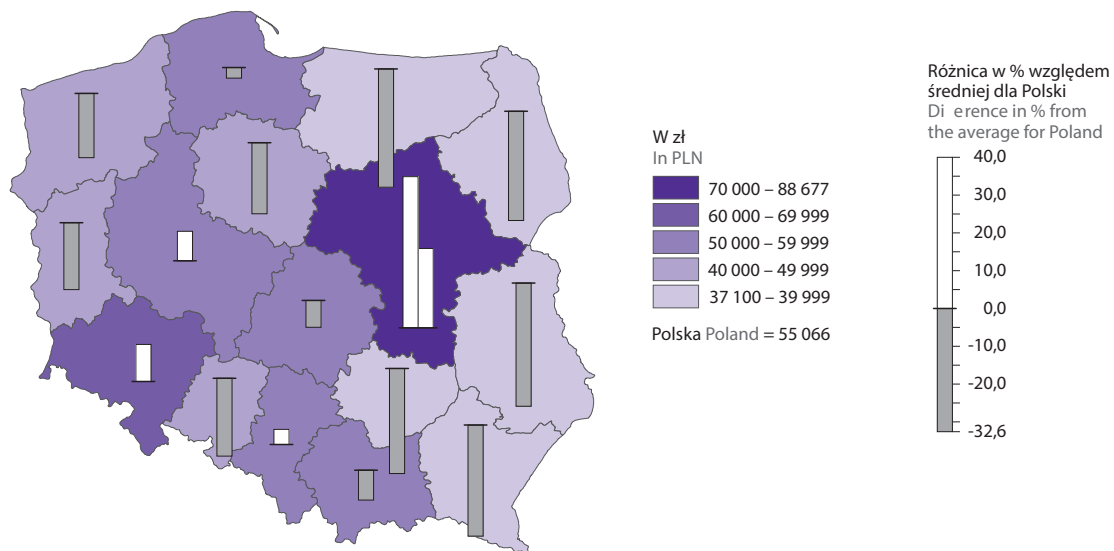 W zł
In PLN
70 000 – 88 677
60 000 – 69 999
50 000 – 59 999
40 000 – 49 999
37 100 – 39 999
Polska Poland = 55 066
Różnica w % względem
średniej dla Polski
Di erence in % from
the average for Poland
40,0
30,0
20,0
10,0
0,0
-10,0
-20,0
-32,6